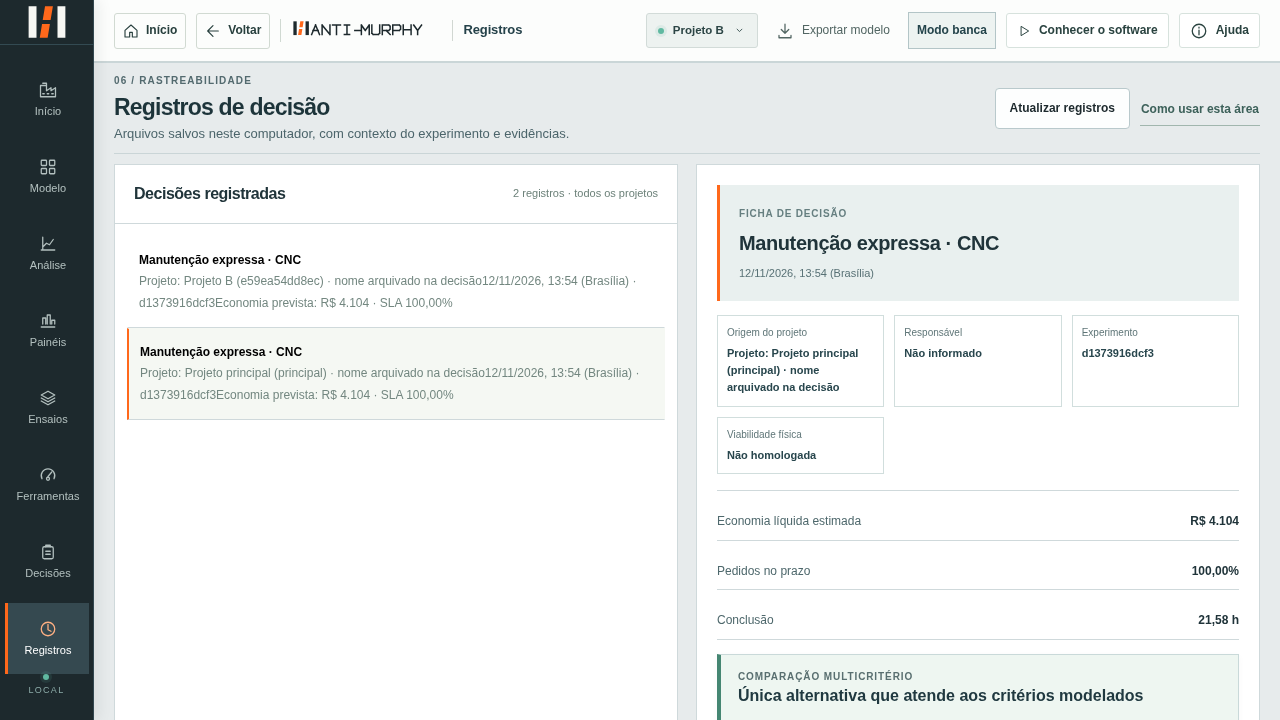 Início
Voltar
ANTI-MURPHY
Registros
Projeto B
Exportar modelo
Modo banca
Conhecer o software
Ajuda
Início
Modelo
Análise
Painéis
Ensaios
Ferramentas
Decisões
Registros
LOCAL
06 / RASTREABILIDADE
Registros de decisão
Arquivos salvos neste computador, com contexto do experimento e evidências.
Atualizar registros
Como usar esta área
Decisões registradas
2 registros · todos os projetos
Manutenção expressa · CNC
Projeto: Projeto B (e59ea54dd8ec) · nome arquivado na decisão12/11/2026, 13:54 (Brasília) ·
d1373916dcf3Economia prevista: R$ 4.104 · SLA 100,00%
Manutenção expressa · CNC
Projeto: Projeto principal (principal) · nome arquivado na decisão12/11/2026, 13:54 (Brasília) ·
d1373916dcf3Economia prevista: R$ 4.104 · SLA 100,00%
FICHA DE DECISÃO
Manutenção expressa · CNC
12/11/2026, 13:54 (Brasília)
Origem do projeto
Projeto: Projeto principal
(principal) · nome
arquivado na decisão
Responsável
Não informado
Experimento
d1373916dcf3
Viabilidade física
Não homologada
Economia líquida estimada
R$ 4.104
Pedidos no prazo
100,00%
Conclusão
21,58 h
COMPARAÇÃO MULTICRITÉRIO
Única alternativa que atende aos critérios modelados